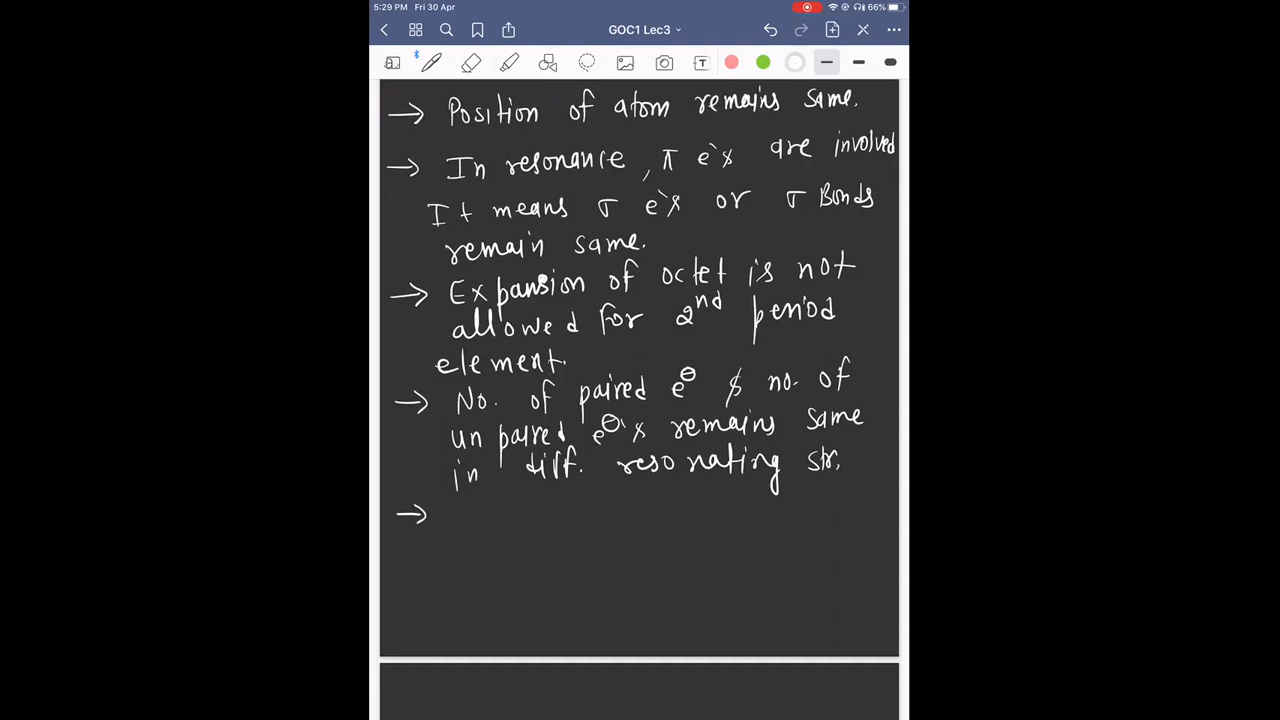 5:29 PM Fri 30 Apr 66%
GOC1 Lec3
T
→ Position of atom remains same.
→ In resonance, π e⁻s are involved
It means σ e⁻s or σ Bonds
remain same.
→ Expansion of octet is not
allowed for 2nd period
element.
→ No. of paired e⊖ & no. of
unpaired e⊖'s remains same
in diff. resonating str.
→